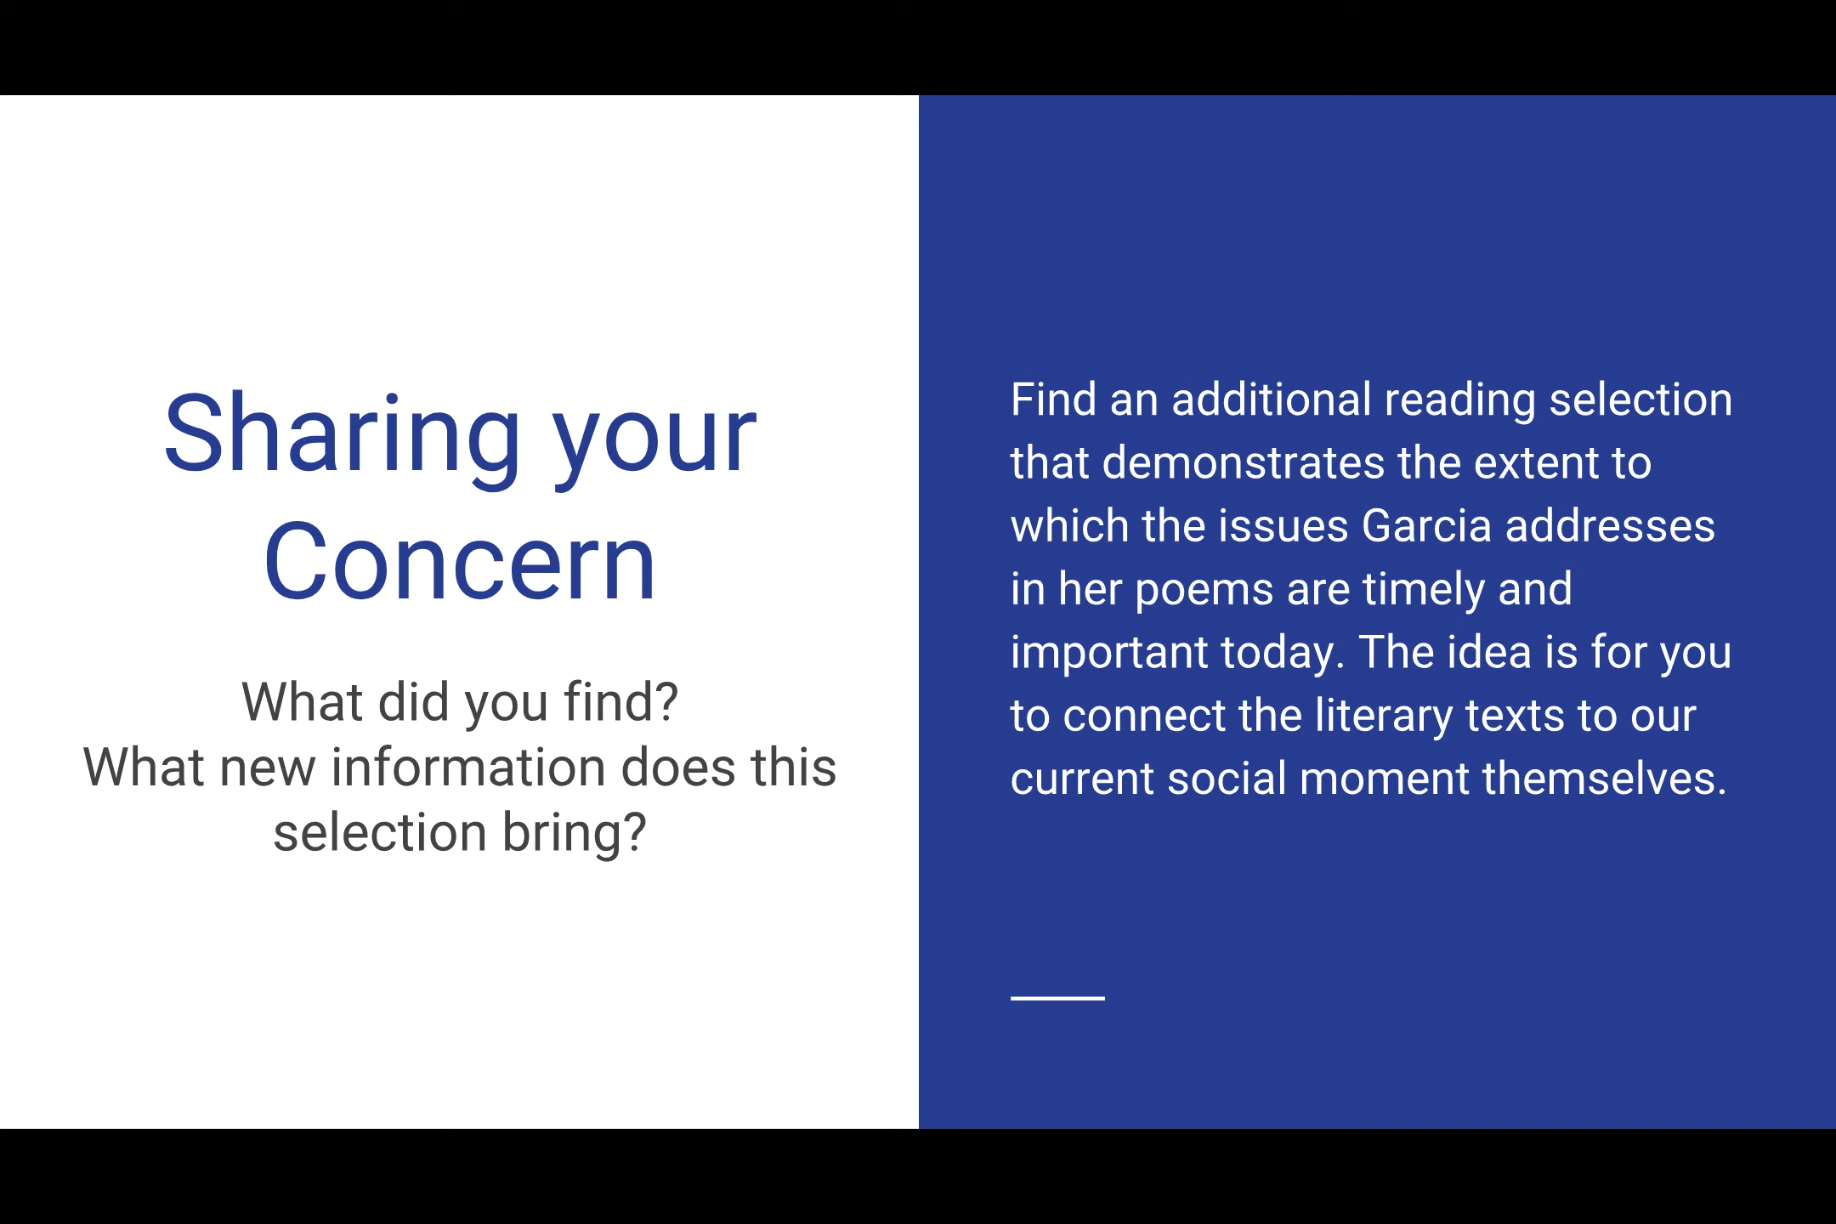 Sharing your
Concern
What did you find?
What new information does this
selection bring?
Find an additional reading selection
that demonstrates the extent to
which the issues Garcia addresses
in her poems are timely and
important today. The idea is for you
to connect the literary texts to our
current social moment themselves.